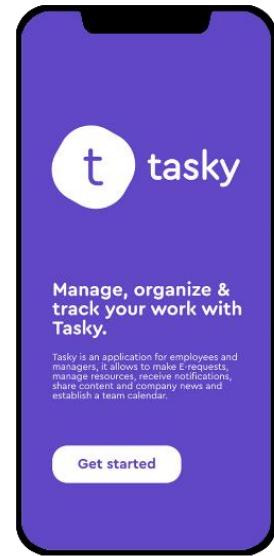 t tasky
Manage, organize &
track your work with
Tasky.
Tasky is an application for employees and
managers, it allows to make E-requests,
manage resources, receive notifications,
share content and company news and
establish a team calendar.
Get started